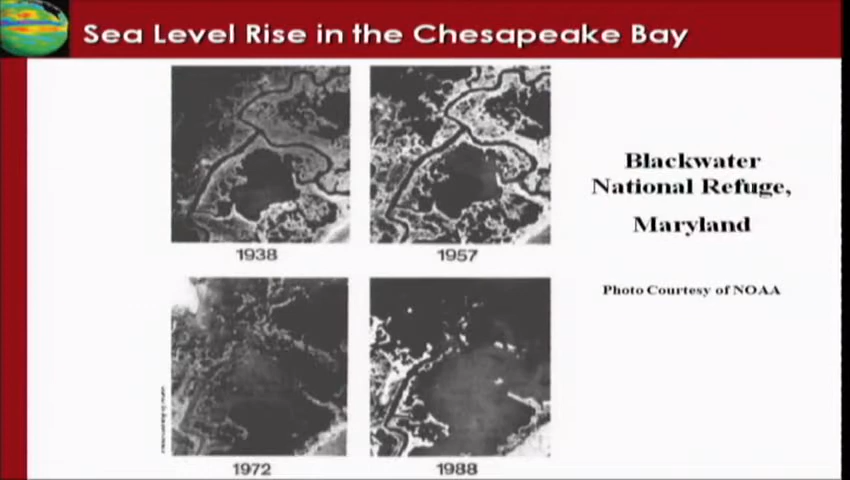 Sea Level Rise in the Chesapeake Bay
1938
1957
Blackwater
National Refuge,
Maryland
Photo Courtesy of NOAA
1972
1988